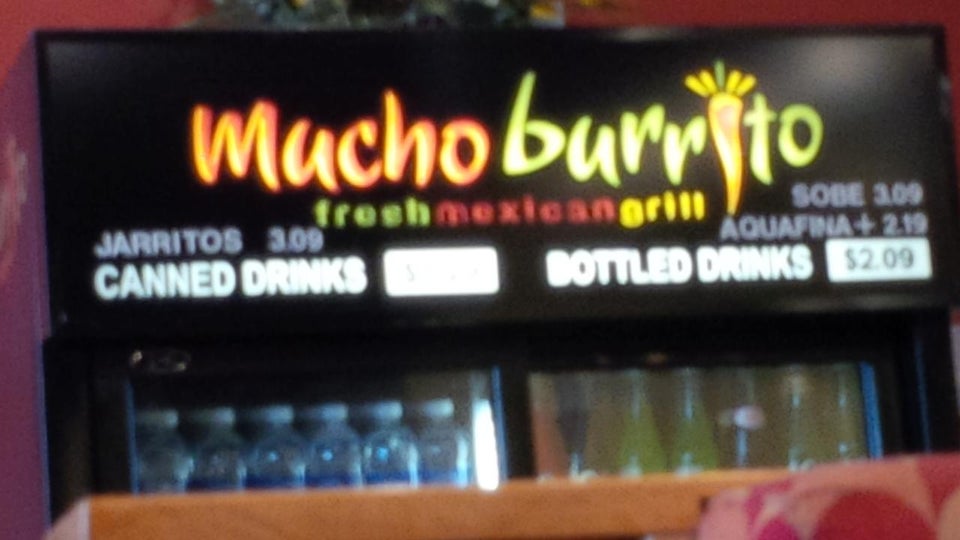 Mucho burrito
fresh mexican grill
SOBE 3.09
JARRITOS 3.09
AQUAFINA+ 2.19
CANNED DRINKS
BOTTLED DRINKS $2.09